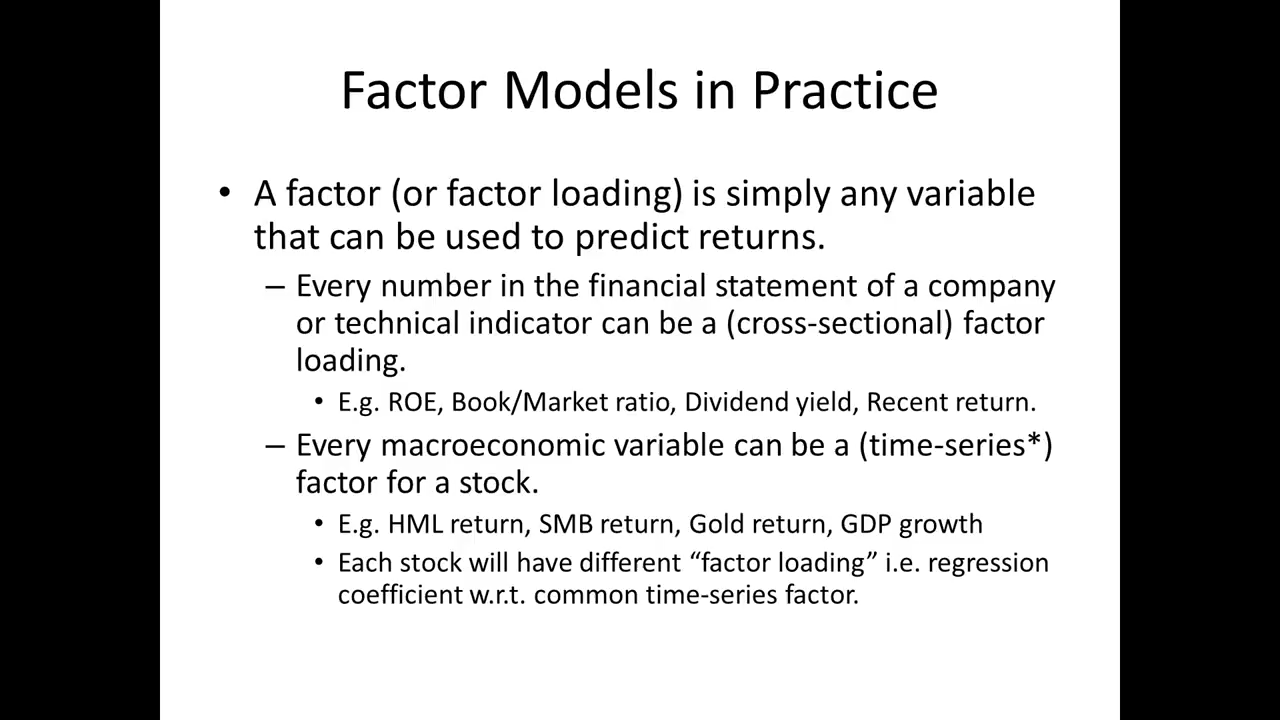 Factor Models in Practice
• A factor (or factor loading) is simply any variable
that can be used to predict returns.
– Every number in the financial statement of a company
or technical indicator can be a (cross-sectional) factor
loading.
• E.g. ROE, Book/Market ratio, Dividend yield, Recent return.
– Every macroeconomic variable can be a (time-series*)
factor for a stock.
• E.g. HML return, SMB return, Gold return, GDP growth
• Each stock will have different “factor loading” i.e. regression
coefficient w.r.t. common time-series factor.